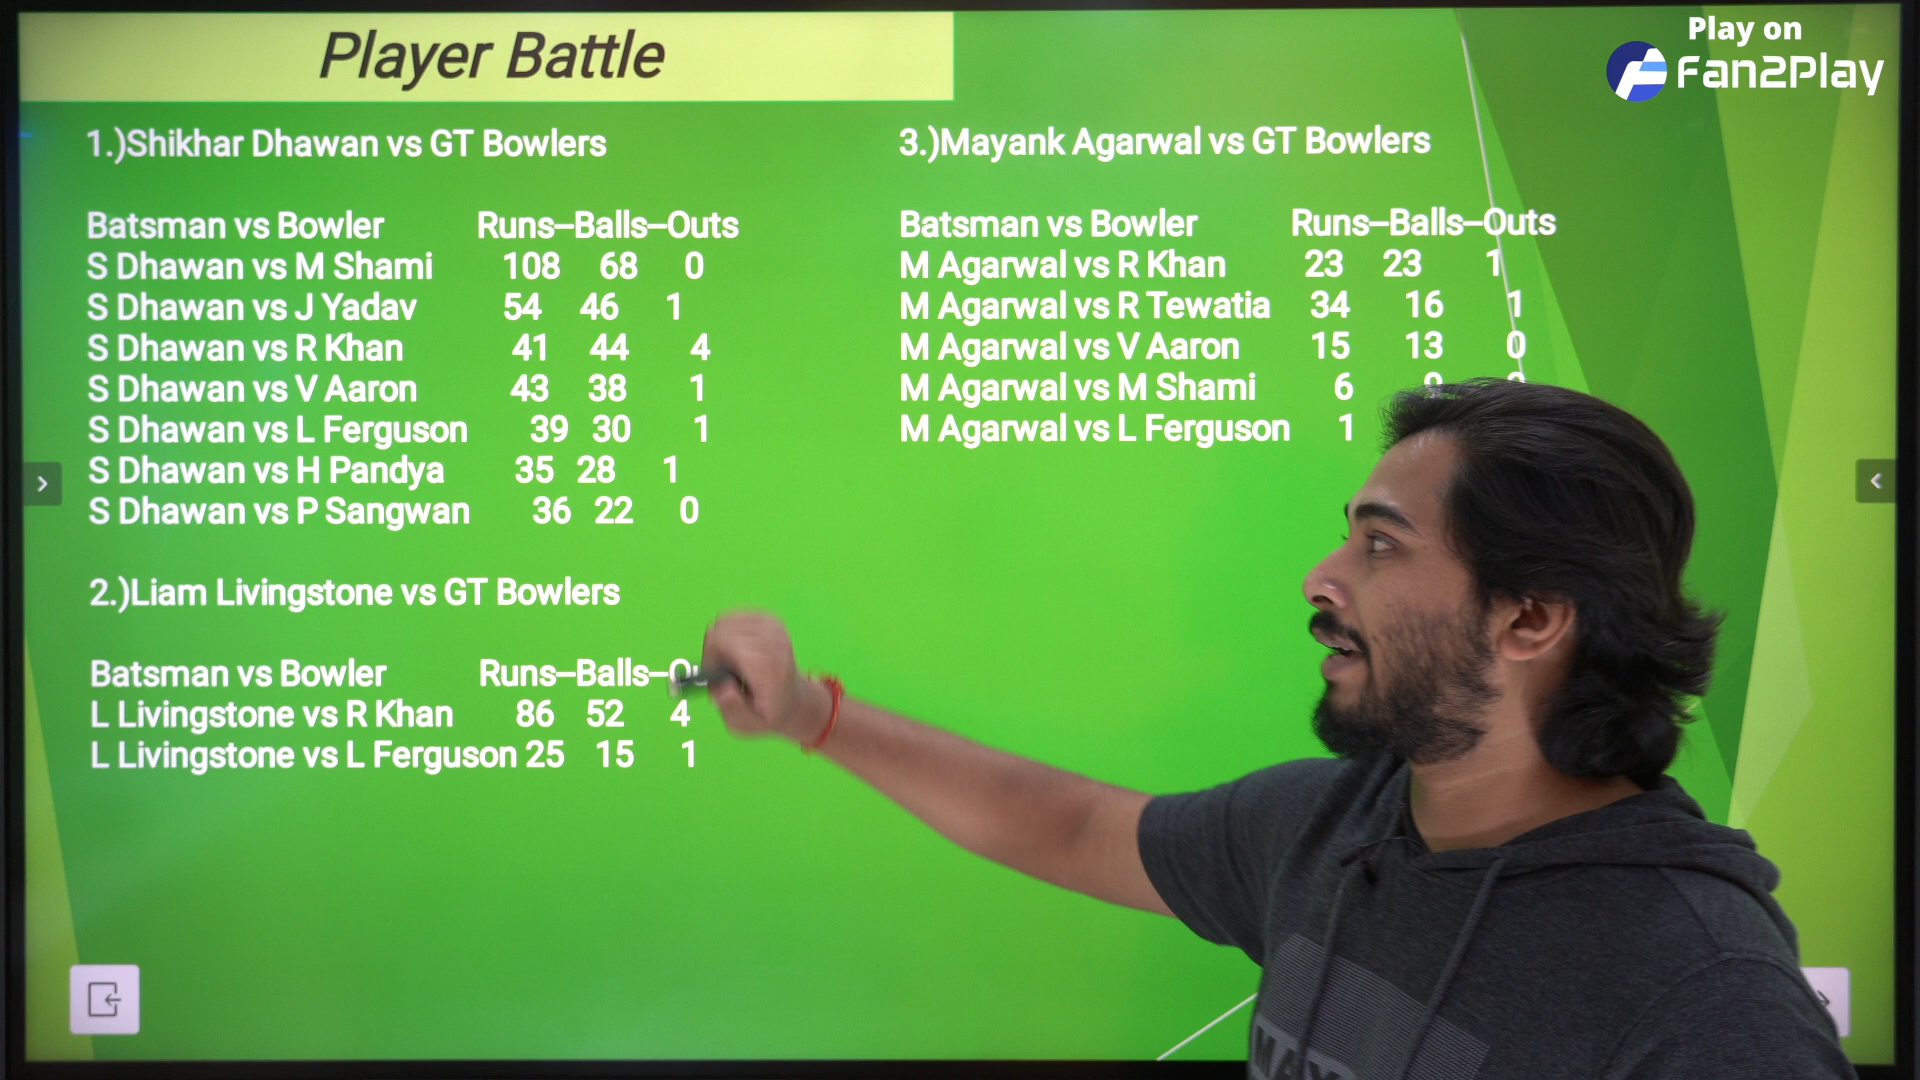 Player Battle
Play on
Fan2Play
1.)Shikhar Dhawan vs GT Bowlers
Batsman vs Bowler Runs–Balls–Outs
S Dhawan vs M Shami 108 68 0
S Dhawan vs J Yadav 54 46 1
S Dhawan vs R Khan 41 44 4
S Dhawan vs V Aaron 43 38 1
S Dhawan vs L Ferguson 39 30 1
S Dhawan vs H Pandya 35 28 1
S Dhawan vs P Sangwan 36 22 0
2.)Liam Livingstone vs GT Bowlers
Batsman vs Bowler Runs–Balls–
L Livingstone vs R Khan 86 52 4
L Livingstone vs L Ferguson 25 15 1
3.)Mayank Agarwal vs GT Bowlers
Batsman vs Bowler Runs–Balls–Outs
M Agarwal vs R Khan 23 23 1
M Agarwal vs R Tewatia 34 16 1
M Agarwal vs V Aaron 15 13 0
M Agarwal vs M Shami 6
M Agarwal vs L Ferguson 1